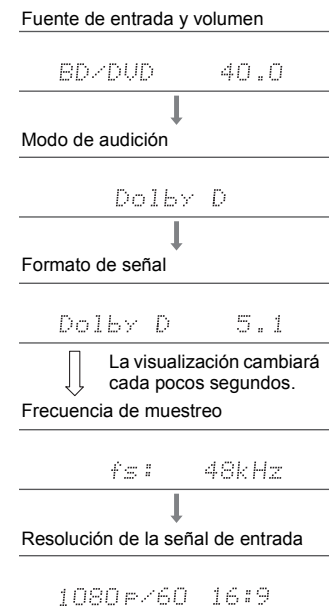 Fuente de entrada y volumen
BD/DVD 40.0
Modo de audición
Dolby D
Formato de señal
Dolby D 5.1
La visualización cambiará
cada pocos segundos.
Frecuencia de muestreo
fs: 48kHz
Resolución de la señal de entrada
1080p/60 16:9